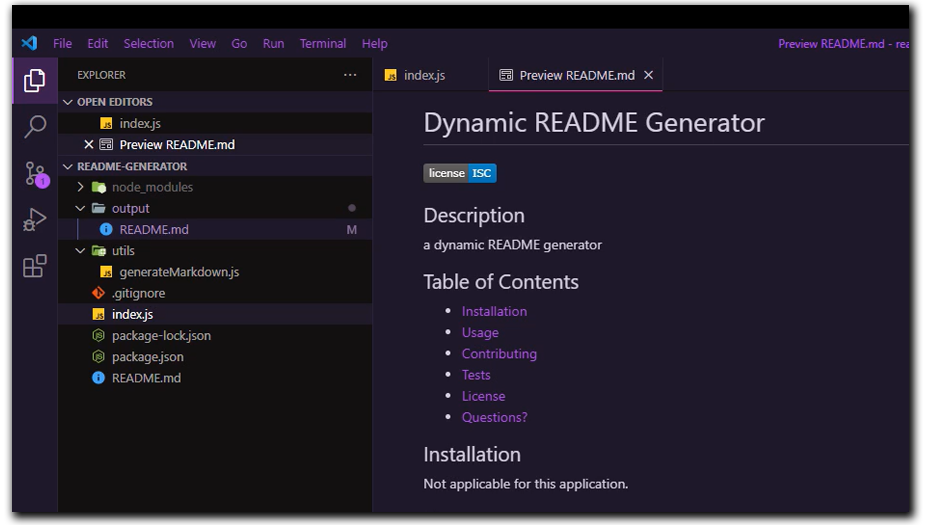 File Edit Selection View Go Run Terminal Help Preview README.md - rea
EXPLORER ...
index.js Preview README.md
OPEN EDITORS
index.js
Preview README.md
README-GENERATOR
node_modules
output
README.md M
utils
generateMarkdown.js
.gitignore
index.js
package-lock.json
package.json
README.md
1
Dynamic README Generator
license ISC
Description
a dynamic README generator
Table of Contents
Installation
Usage
Contributing
Tests
License
Questions?
Installation
Not applicable for this application.